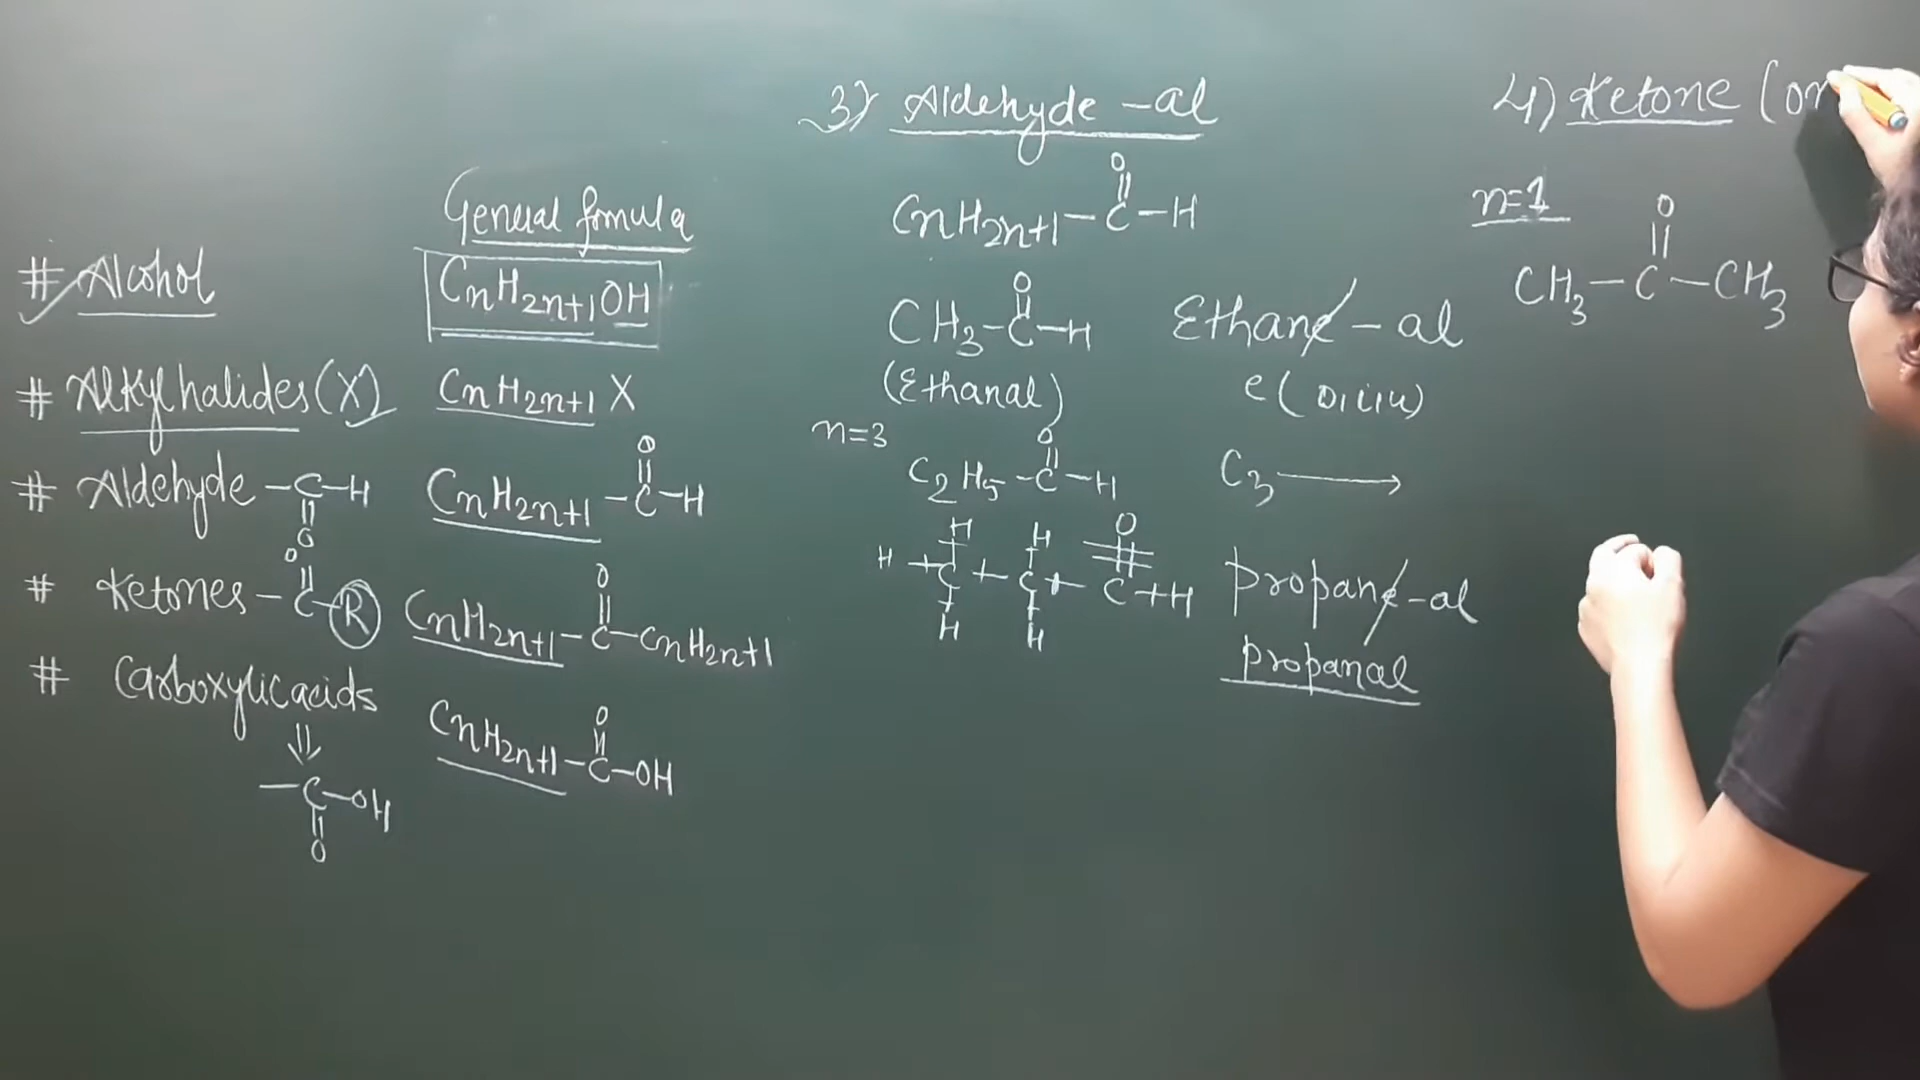 General formula
# Alcohol CnH2n+1OH
# Alkyl halides (X) CnH2n+1 X
# Aldehyde -C-H CnH2n+1 -C-H
O O
# Ketones -C-R CnH2n+1-C-CnH2n+1
O O
# Carboxylic acids CnH2n+1-C-OH
O
⇓
-C-OH
O
3) Aldehyde -al
O
CnH2n+1-C-H
O
CH3-C-H Ethane - al
(Ethanal) e(
n=3
O
C2H5-C-H C3 ⟶
H H O
H-C-C-C-H propane-al
H H
propanal
4) Ketone (on
n=1
O
CH3-C-CH3